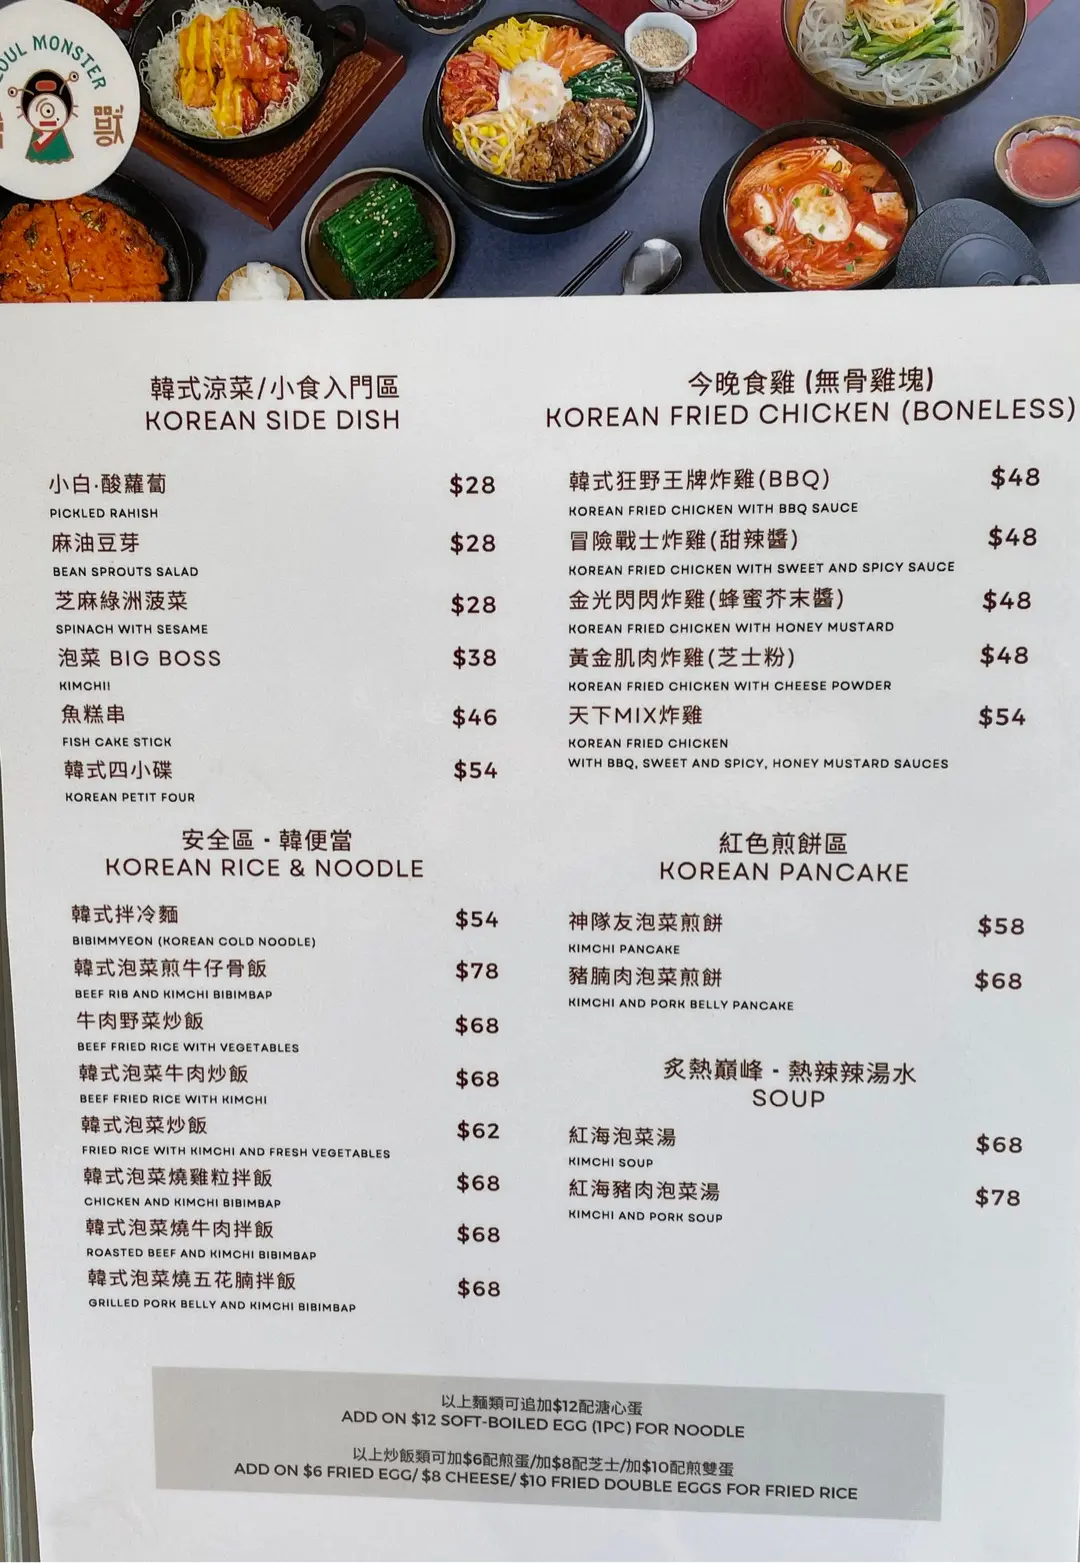 OUL MONSTER
韓式涼菜/小食入門區
KOREAN SIDE DISH
小白·酸蘿蔔 $28
PICKLED RAHISH
麻油豆芽 $28
BEAN SPROUTS SALAD
芝麻綠洲菠菜 $28
SPINACH WITH SESAME
泡菜 BIG BOSS $38
KIMCHI!
魚糕串 $46
FISH CAKE STICK
韓式四小碟 $54
KOREAN PETIT FOUR
安全區 - 韓便當
KOREAN RICE & NOODLE
韓式拌冷麵 $54
BIBIMMYEON (KOREAN COLD NOODLE)
韓式泡菜煎牛仔骨飯 $78
BEEF RIB AND KIMCHI BIBIMBAP
牛肉野菜炒飯 $68
BEEF FRIED RICE WITH VEGETABLES
韓式泡菜牛肉炒飯 $68
BEEF FRIED RICE WITH KIMCHI
韓式泡菜炒飯 $62
FRIED RICE WITH KIMCHI AND FRESH VEGETABLES
韓式泡菜燒雞粒拌飯 $68
CHICKEN AND KIMCHI BIBIMBAP
韓式泡菜燒牛肉拌飯 $68
ROASTED BEEF AND KIMCHI BIBIMBAP
韓式泡菜燒五花腩拌飯 $68
GRILLED PORK BELLY AND KIMCHI BIBIMBAP
今晚食雞 (無骨雞塊)
KOREAN FRIED CHICKEN (BONELESS)
韓式狂野王牌炸雞(BBQ) $48
KOREAN FRIED CHICKEN WITH BBQ SAUCE
冒險戰士炸雞(甜辣醬) $48
KOREAN FRIED CHICKEN WITH SWEET AND SPICY SAUCE
金光閃閃炸雞(蜂蜜芥末醬) $48
KOREAN FRIED CHICKEN WITH HONEY MUSTARD
黃金肌肉炸雞(芝士粉) $48
KOREAN FRIED CHICKEN WITH CHEESE POWDER
天下MIX炸雞 $54
KOREAN FRIED CHICKEN
WITH BBQ, SWEET AND SPICY, HONEY MUSTARD SAUCES
紅色煎餅區
KOREAN PANCAKE
神隊友泡菜煎餅 $58
KIMCHI PANCAKE
豬腩肉泡菜煎餅 $68
KIMCHI AND PORK BELLY PANCAKE
炙熱巔峰 - 熱辣辣湯水
SOUP
紅海泡菜湯 $68
KIMCHI SOUP
紅海豬肉泡菜湯 $78
KIMCHI AND PORK SOUP
以上麵類可追加$12配溏心蛋
ADD ON $12 SOFT-BOILED EGG (1PC) FOR NOODLE
以上炒飯類可加$6配煎蛋/加$8配芝士/加$10配煎雙蛋
ADD ON $6 FRIED EGG/ $8 CHEESE/ $10 FRIED DOUBLE EGGS FOR FRIED RICE